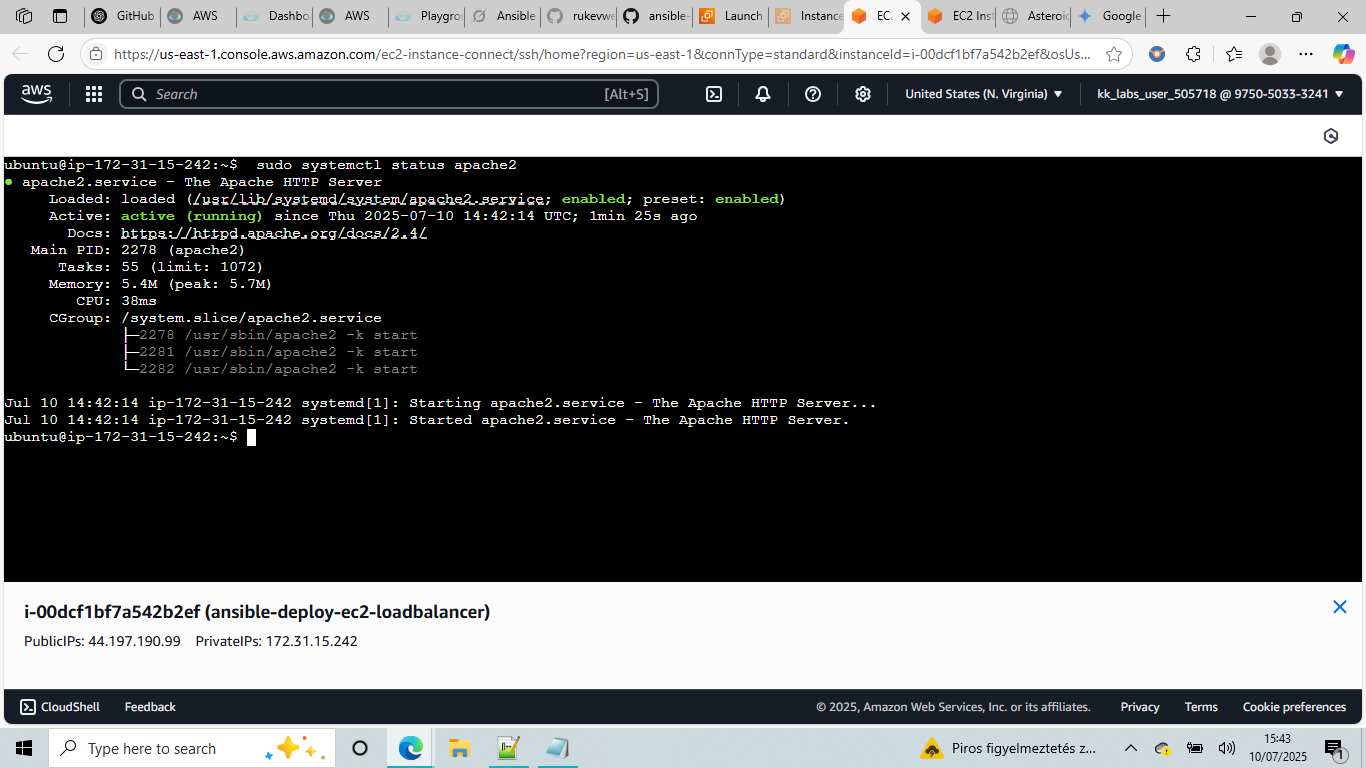 GitHub
AWS
Dashbo
AWS
Playgro
Ansible
rukevwe
ansible-
Launch
Instance
EC
EC2 Inst
Asteroid
Google
https://us-east-1.console.aws.amazon.com/ec2-instance-connect/ssh/home?region=us-east-1&connType=standard&instanceId=i-00dcf1bf7a542b2ef&osUs...
aws
Search
[Alt+S]
United States (N. Virginia)
kk_labs_user_505718 @ 9750-5033-3241
ubuntu@ip-172-31-15-242:~$  sudo systemctl status apache2
● apache2.service - The Apache HTTP Server
Loaded: loaded (/usr/lib/systemd/system/apache2.service; enabled; preset: enabled)
Active: active (running) since Thu 2025-07-10 14:42:14 UTC; 1min 25s ago
Docs: https://httpd.apache.org/docs/2.4/
Main PID: 2278 (apache2)
Tasks: 55 (limit: 1072)
Memory: 5.4M (peak: 5.7M)
CPU: 38ms
CGroup: /system.slice/apache2.service
├─2278 /usr/sbin/apache2 -k start
├─2281 /usr/sbin/apache2 -k start
└─2282 /usr/sbin/apache2 -k start
Jul 10 14:42:14 ip-172-31-15-242 systemd[1]: Starting apache2.service - The Apache HTTP Server...
Jul 10 14:42:14 ip-172-31-15-242 systemd[1]: Started apache2.service - The Apache HTTP Server.
ubuntu@ip-172-31-15-242:~$
i-00dcf1bf7a542b2ef (ansible-deploy-ec2-loadbalancer)
PublicIPs: 44.197.190.99 PrivateIPs: 172.31.15.242
CloudShell
Feedback
© 2025, Amazon Web Services, Inc. or its affiliates.
Privacy
Terms
Cookie preferences
Type here to search
Piros figyelmeztetés z...
15:43
10/07/2025
1